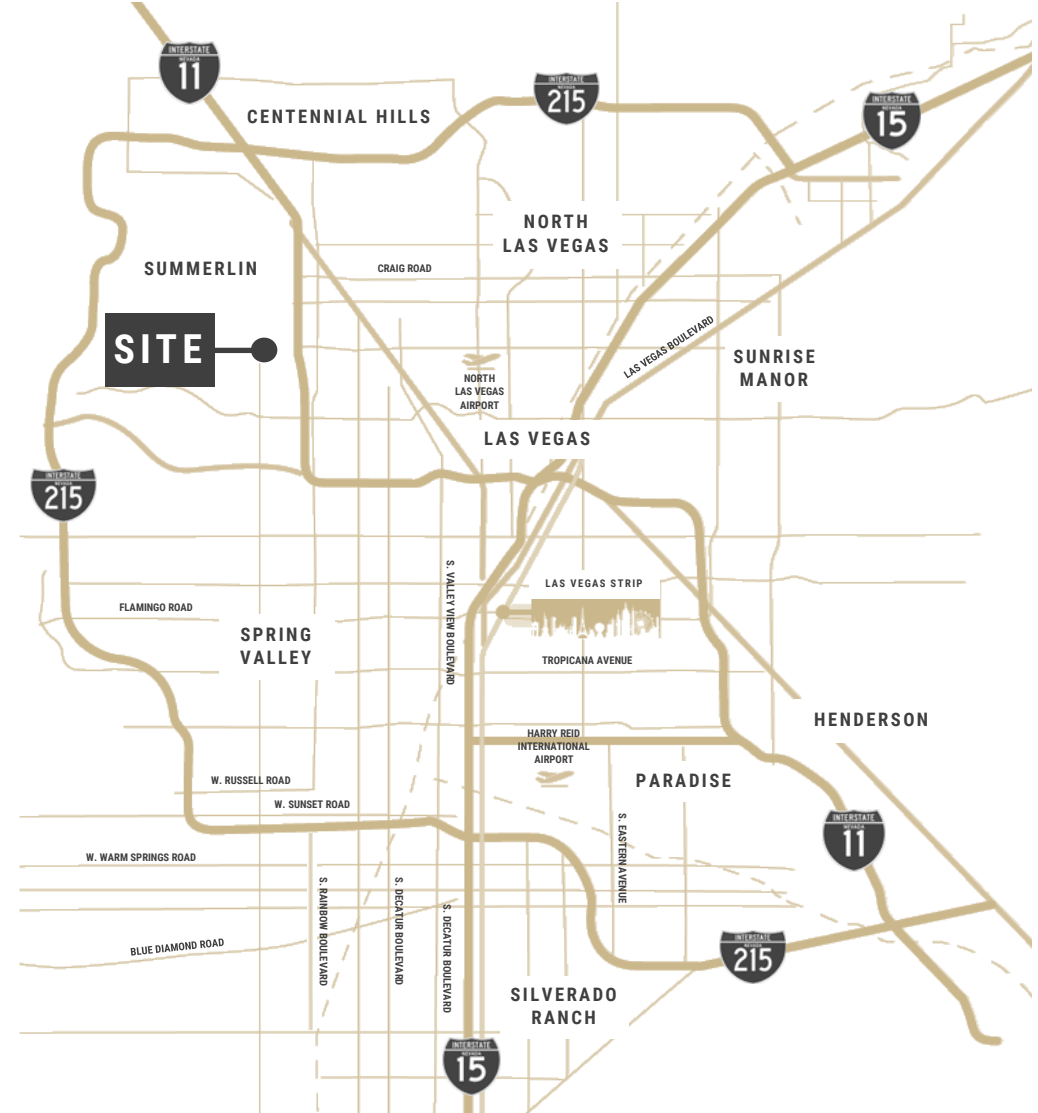 INTERSTATE
NEVADA
11
CENTENNIAL HILLS
INTERSTATE
NEVADA
215
INTERSTATE
NEVADA
15
NORTH
LAS VEGAS
SUMMERLIN
CRAIG ROAD
SITE
LAS VEGAS BOULEVARD
SUNRISE
MANOR
NORTH
LAS VEGAS
AIRPORT
LAS VEGAS
INTERSTATE
NEVADA
215
S. VALLEY VIEW BOULEVARD
LAS VEGAS STRIP
FLAMINGO ROAD
SPRING
VALLEY
TROPICANA AVENUE
HENDERSON
HARRY REID
INTERNATIONAL
AIRPORT
PARADISE
W. RUSSELL ROAD
W. SUNSET ROAD
INTERSTATE
NEVADA
11
S. EASTERN AVENUE
W. WARM SPRINGS ROAD
S. RAINBOW BOULEVARD
S. DECATUR BOULEVARD
S. DECATUR BOULEVARD
BLUE DIAMOND ROAD
INTERSTATE
NEVADA
215
SILVERADO
RANCH
INTERSTATE
NEVADA
15